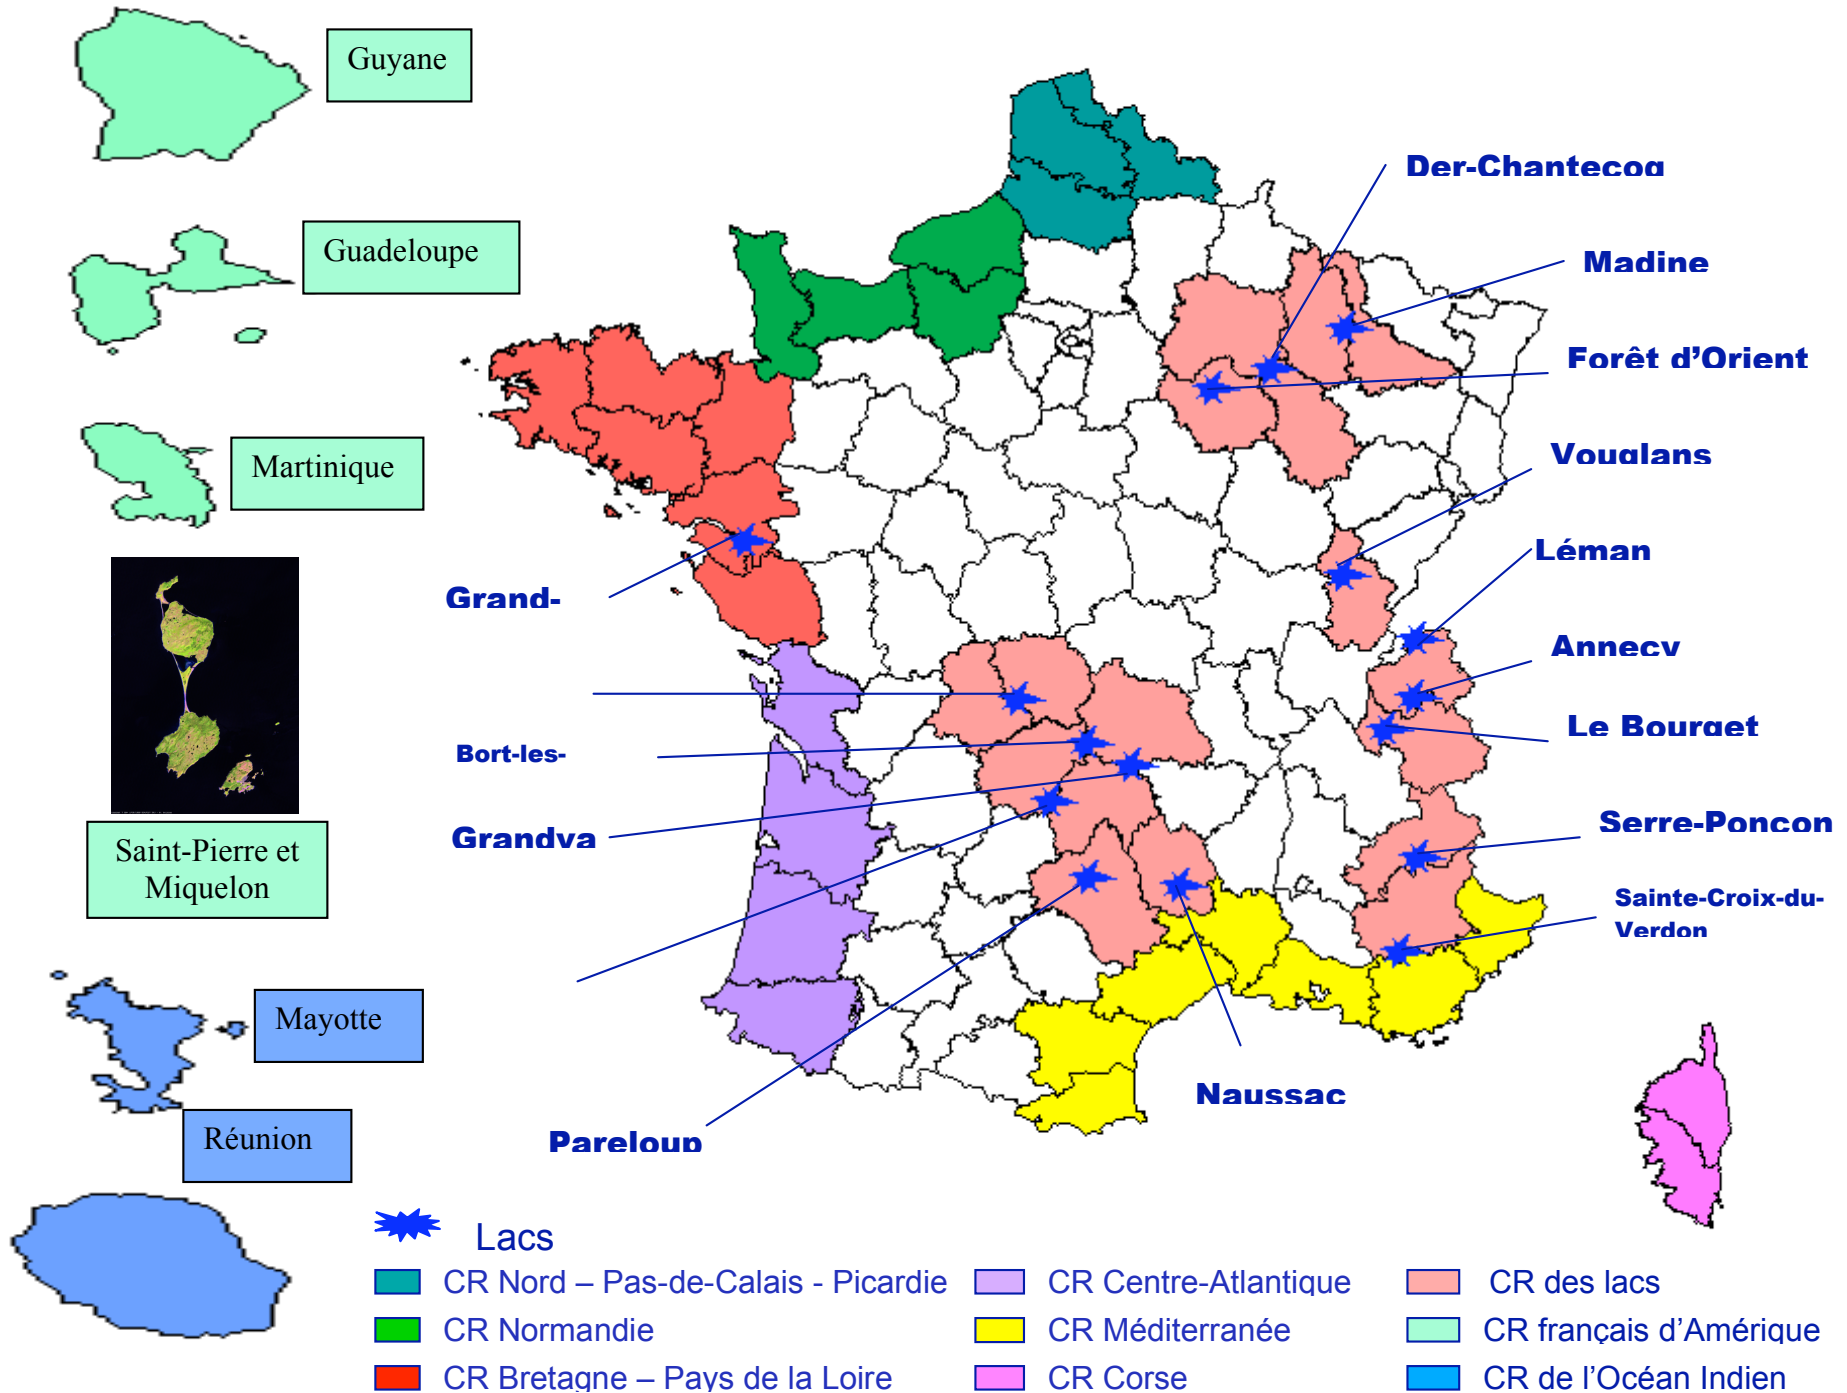 Guyane
Guadeloupe
Martinique
Saint-Pierre et
Miquelon
Mayotte
Réunion
Der-Chantecoq
Madine
Forêt d’Orient
Vouglans
Léman
Annecy
Le Bourget
Serre-Ponçon
Sainte-Croix-du-
Verdon
Grand-
Bort-les-
Grandva
Pareloup
Naussac
Lacs
CR Nord – Pas-de-Calais - Picardie
CR Centre-Atlantique
CR des lacs
CR Normandie
CR Méditerranée
CR français d’Amérique
CR Bretagne – Pays de la Loire
CR Corse
CR de l’Océan Indien